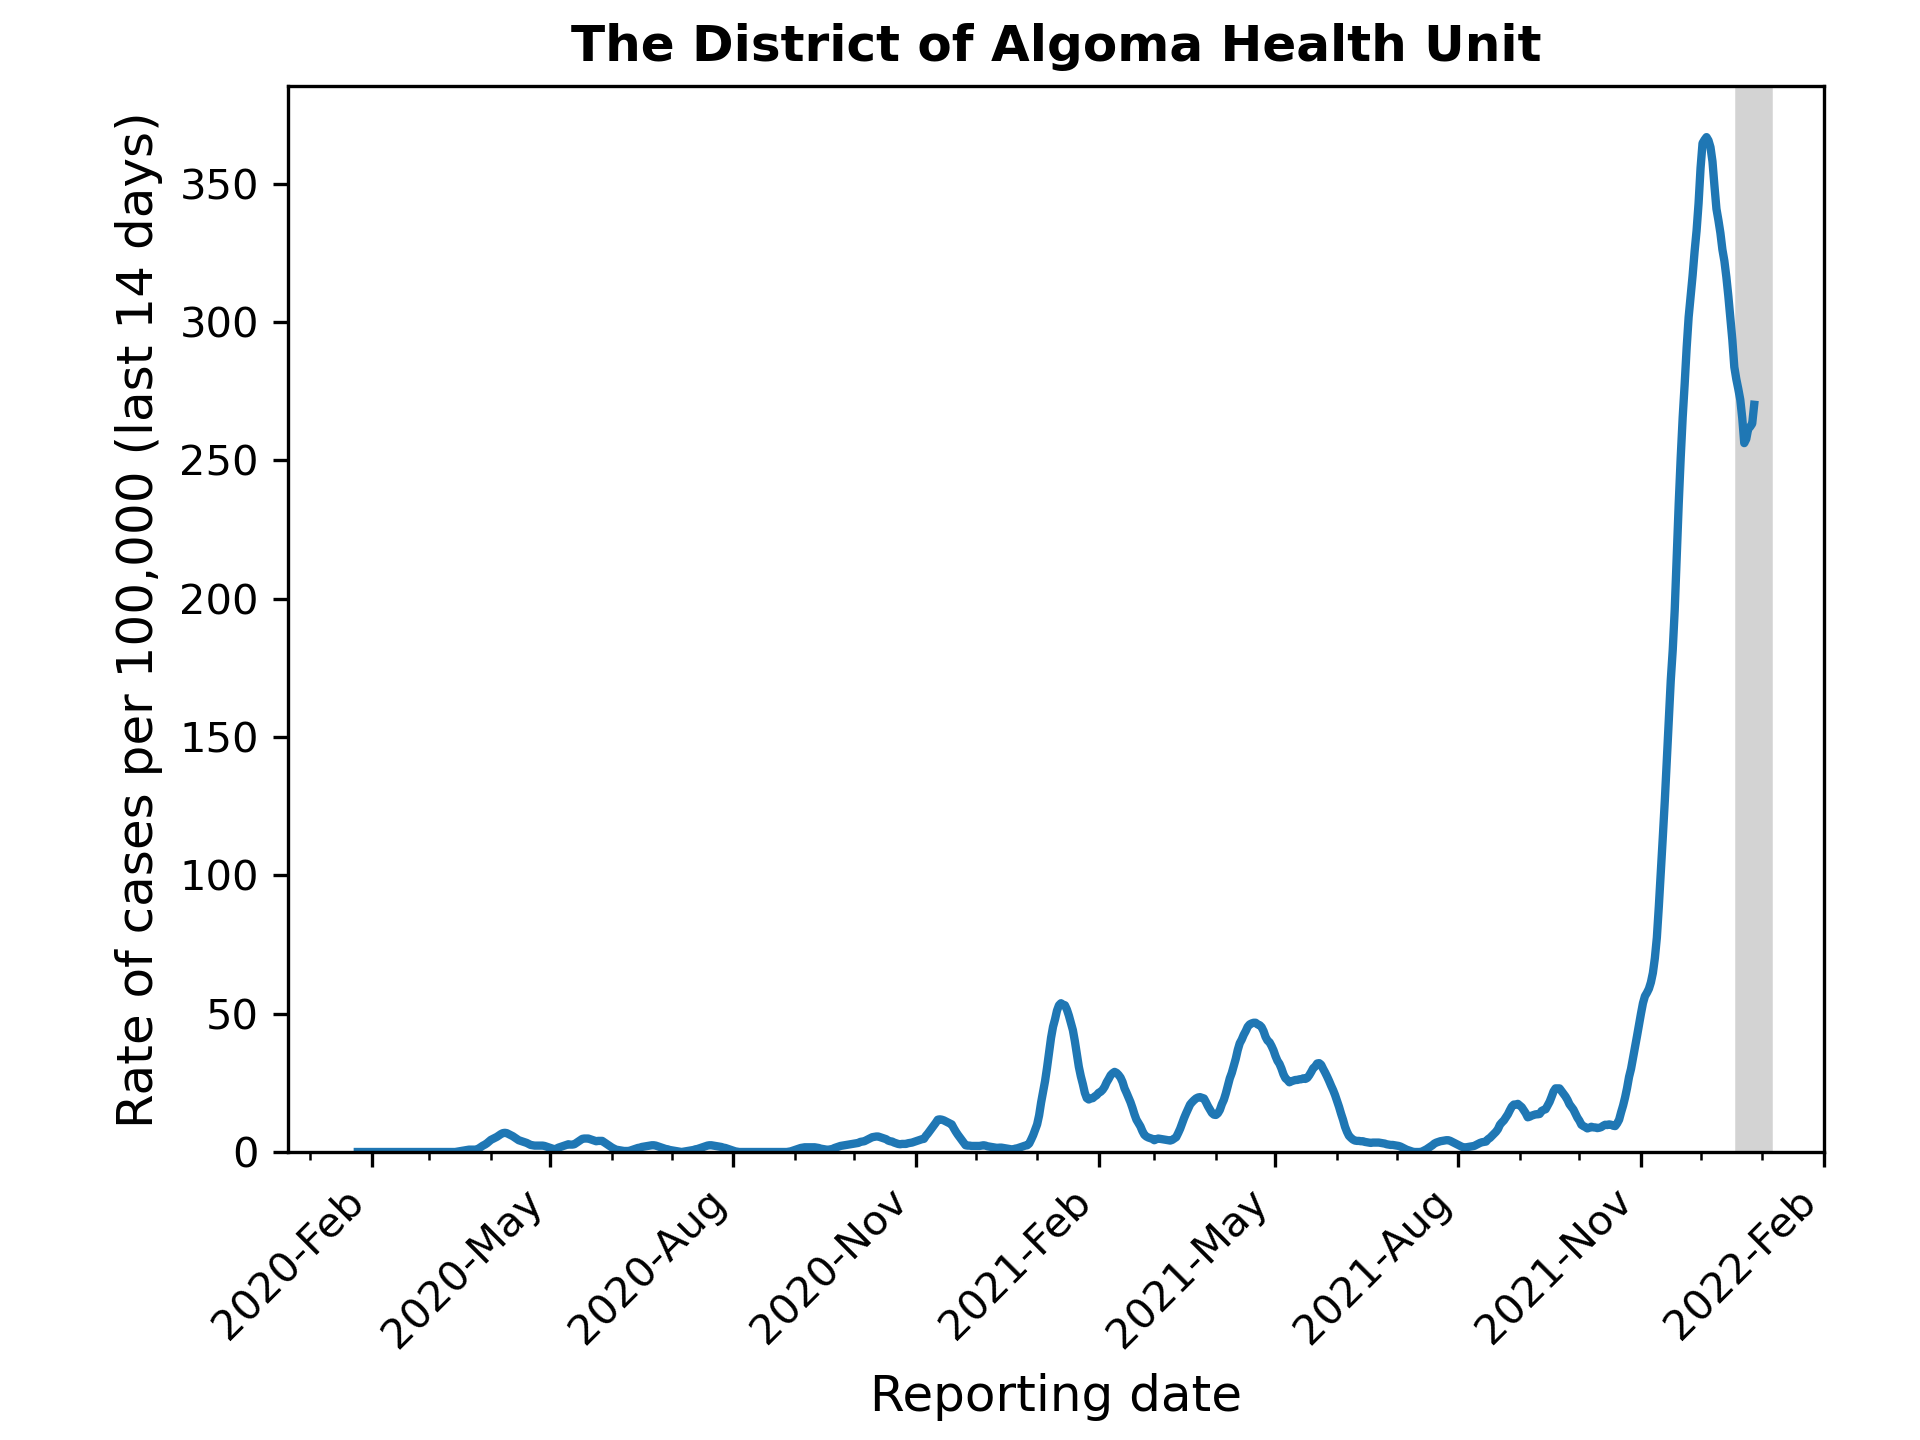 The District of Algoma Health Unit
Rate of cases per 100,000 (last 14 days)
350
300
250
200
150
100
50
0
2020-Feb
2020-May
2020-Aug
2020-Nov
2021-Feb
2021-May
2021-Aug
2021-Nov
2022-Feb
Reporting date